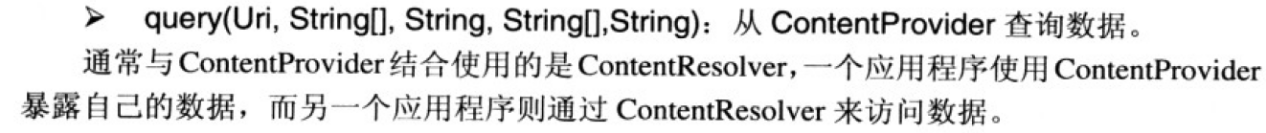 ➢ query(Uri, String[], String, String[],String)：从 ContentProvider 查询数据。
通常与ContentProvider结合使用的是ContentResolver，一个应用程序使用ContentProvider
暴露自己的数据，而另一个应用程序则通过 ContentResolver 来访问数据。